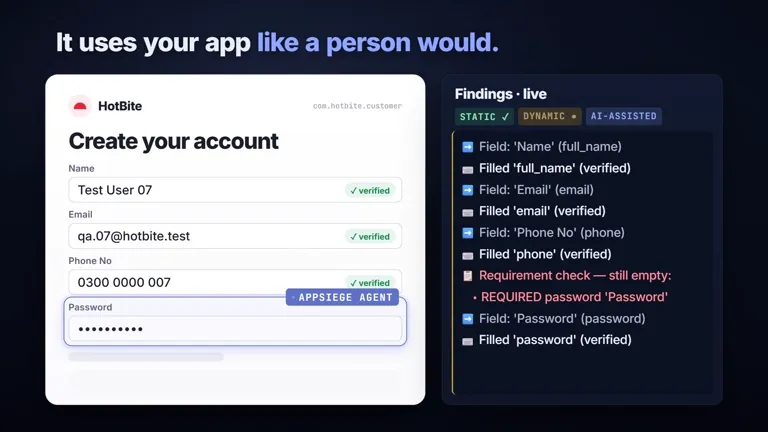 It uses your app like a person would.
HotBite
com.hotbite.customer
Create your account
Name
Test User 07
✓ verified
Email
qa.07@hotbite.test
✓ verified
Phone No
0300 0000 007
✓ verified
· APPSIEGE AGENT
Password
••••••••••
Findings · live
STATIC ✓
DYNAMIC ●
AI-ASSISTED
➡️ Field: 'Name' (full_name)
⌨️ Filled 'full_name' (verified)
➡️ Field: 'Email' (email)
⌨️ Filled 'email' (verified)
➡️ Field: 'Phone No' (phone)
⌨️ Filled 'phone' (verified)
📋 Requirement check — still empty:
• REQUIRED password 'Password'
➡️ Field: 'Password' (password)
⌨️ Filled 'password' (verified)